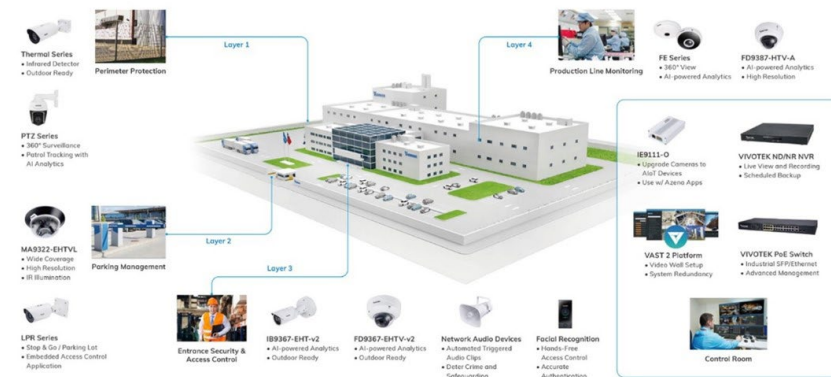 Thermal Series
• Infrared Detector
• Outdoor Ready
Perimeter Protection
Layer 1
PTZ Series
• 360° Surveillance
• Patrol Tracking with
AI Analytics
MA9322-EHTVL
• Wide Coverage
• High Resolution
• IR Illumination
Parking Management
Layer 2
LPR Series
• Stop & Go / Parking Lot
• Embedded Access Control
Application
Layer 3
Entrance Security &
Access Control
IB9367-EHT-v2
• AI-powered Analytics
• Outdoor Ready
FD9367-EHTV-v2
• AI-powered Analytics
• Outdoor Ready
Network Audio Devices
• Automated Triggered
Audio Clips
• Deter Crime and
Safeguarding
Facial Recognition
• Hands-Free
Access Control
• Accurate
Authentication
Layer 4
Production Line Monitoring
FE Series
• 360° View
• AI-powered Analytics
FD9387-HTV-A
• AI-powered Analytics
• High Resolution
IE9111-O
• Upgrade Cameras to
AIoT Devices
• Use w/ Azena Apps
VIVOTEK ND/NR NVR
• Live View and Recording
• Scheduled Backup
VAST 2 Platform
• Video Wall Setup
• System Redundancy
VIVOTEK PoE Switch
• Industrial SFP/Ethernet
• Advanced Management
Control Room